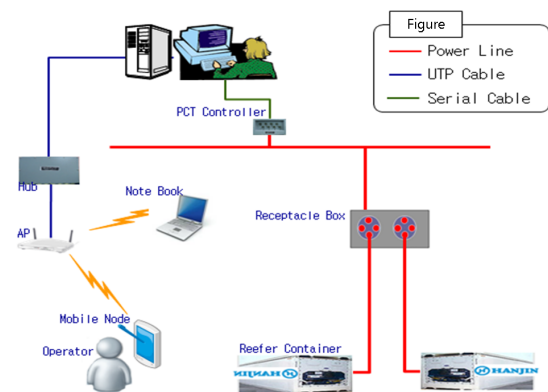 Figure
Power Line
UTP Cable
Serial Cable
PCT Controller
Hub
Note Book
AP
Receptacle Box
Mobile Node
Operator
Reefer Container
HANJIN
HANJIN